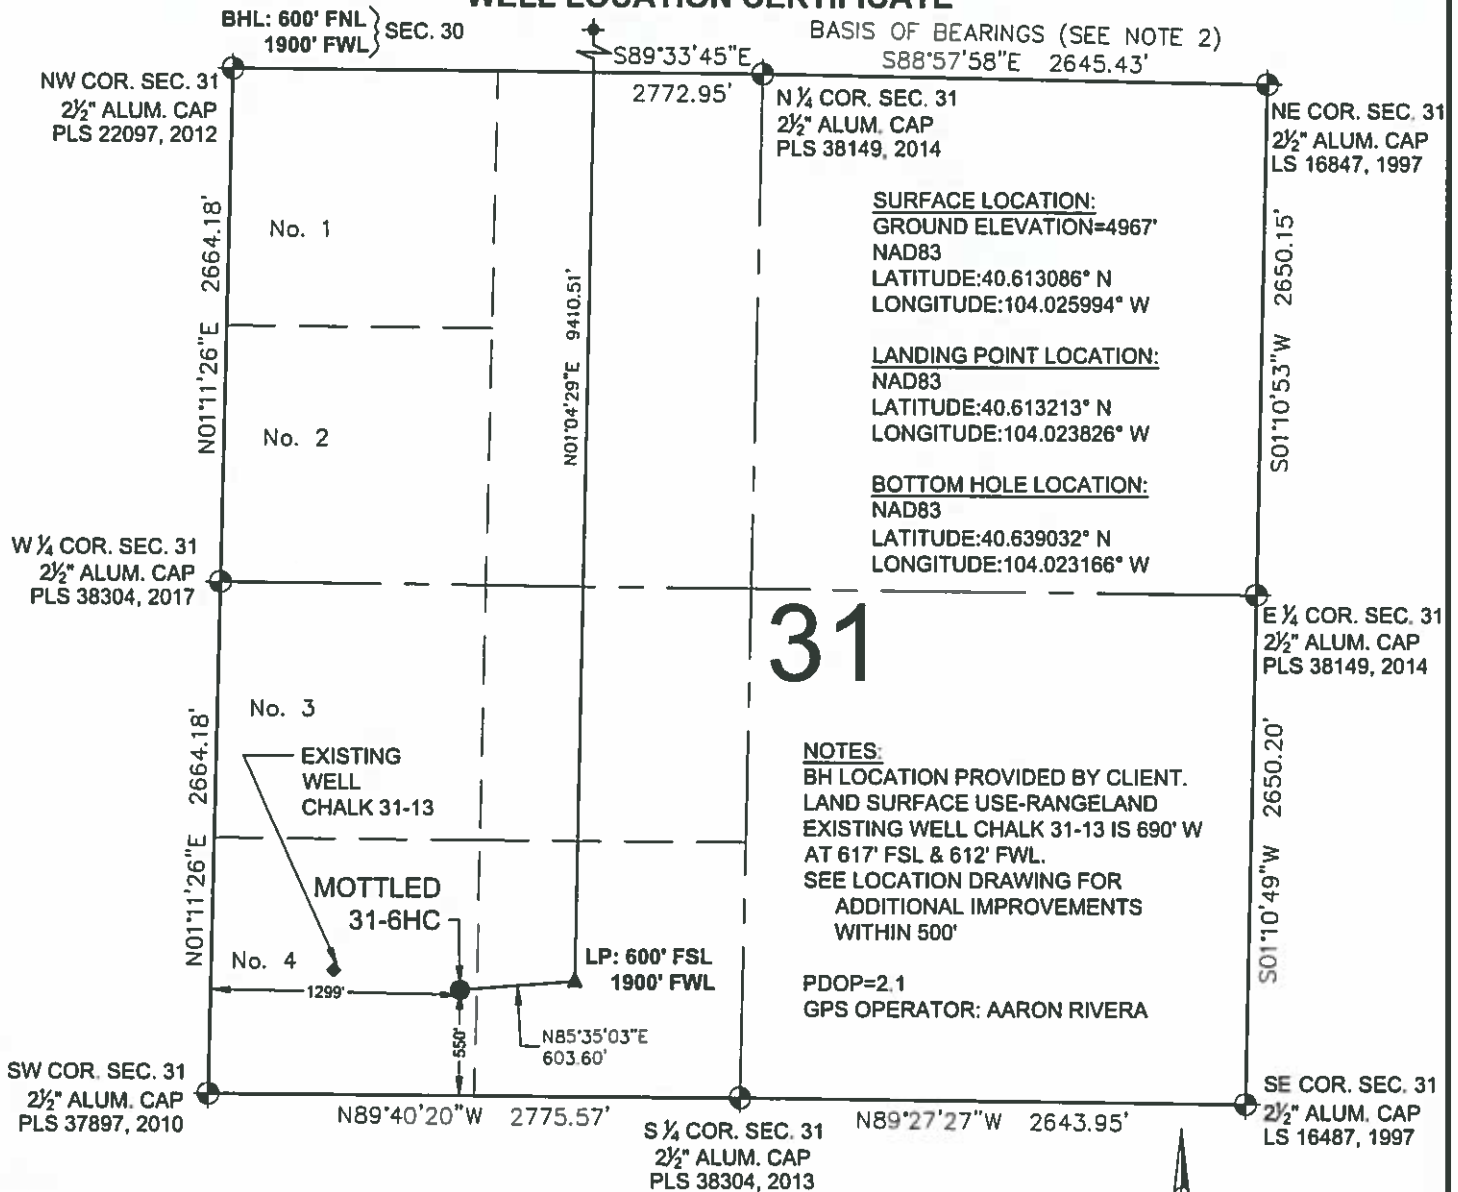 WELL LOCATION CERTIFICATE
BHL: 600' FNL
1900' FWL
SEC. 30
BASIS OF BEARINGS (SEE NOTE 2)
S89°33'45"E
2772.95'
S88°57'58"E 2645.43'
NW COR. SEC. 31
2½" ALUM. CAP
PLS 22097, 2012
N ¼ COR. SEC. 31
2½" ALUM. CAP
PLS 38149, 2014
NE COR. SEC. 31
2½" ALUM. CAP
LS 16847, 1997
N01°11'26"E 2664.18'
No. 1
No. 2
N01°04'29"E 9410.51'
SURFACE LOCATION:
GROUND ELEVATION=4967'
NAD83
LATITUDE:40.613086° N
LONGITUDE:104.025994° W
LANDING POINT LOCATION:
NAD83
LATITUDE:40.613213° N
LONGITUDE:104.023826° W
BOTTOM HOLE LOCATION:
NAD83
LATITUDE:40.639032° N
LONGITUDE:104.023166° W
S01°10'53"W 2650.15'
W ¼ COR. SEC. 31
2½" ALUM. CAP
PLS 38304, 2017
31
E ¼ COR. SEC. 31
2½" ALUM. CAP
PLS 38149, 2014
N01°11'26"E 2664.18'
No. 3
EXISTING
WELL
CHALK 31-13
MOTTLED
31-6HC
No. 4
1299'
550'
LP: 600' FSL
1900' FWL
N85°35'03"E
603.60'
NOTES:
BH LOCATION PROVIDED BY CLIENT.
LAND SURFACE USE-RANGELAND
EXISTING WELL CHALK 31-13 IS 690' W
AT 617' FSL & 612' FWL.
SEE LOCATION DRAWING FOR
ADDITIONAL IMPROVEMENTS
WITHIN 500'
PDOP=2.1
GPS OPERATOR: AARON RIVERA
S01°10'49"W 2650.20'
SW COR. SEC. 31
2½" ALUM. CAP
PLS 37897, 2010
N89°40'20"W 2775.57'
S ¼ COR. SEC. 31
2½" ALUM. CAP
PLS 38304, 2013
N89°27'27"W 2643.95'
SE COR. SEC. 31
2½" ALUM. CAP
LS 16487, 1997